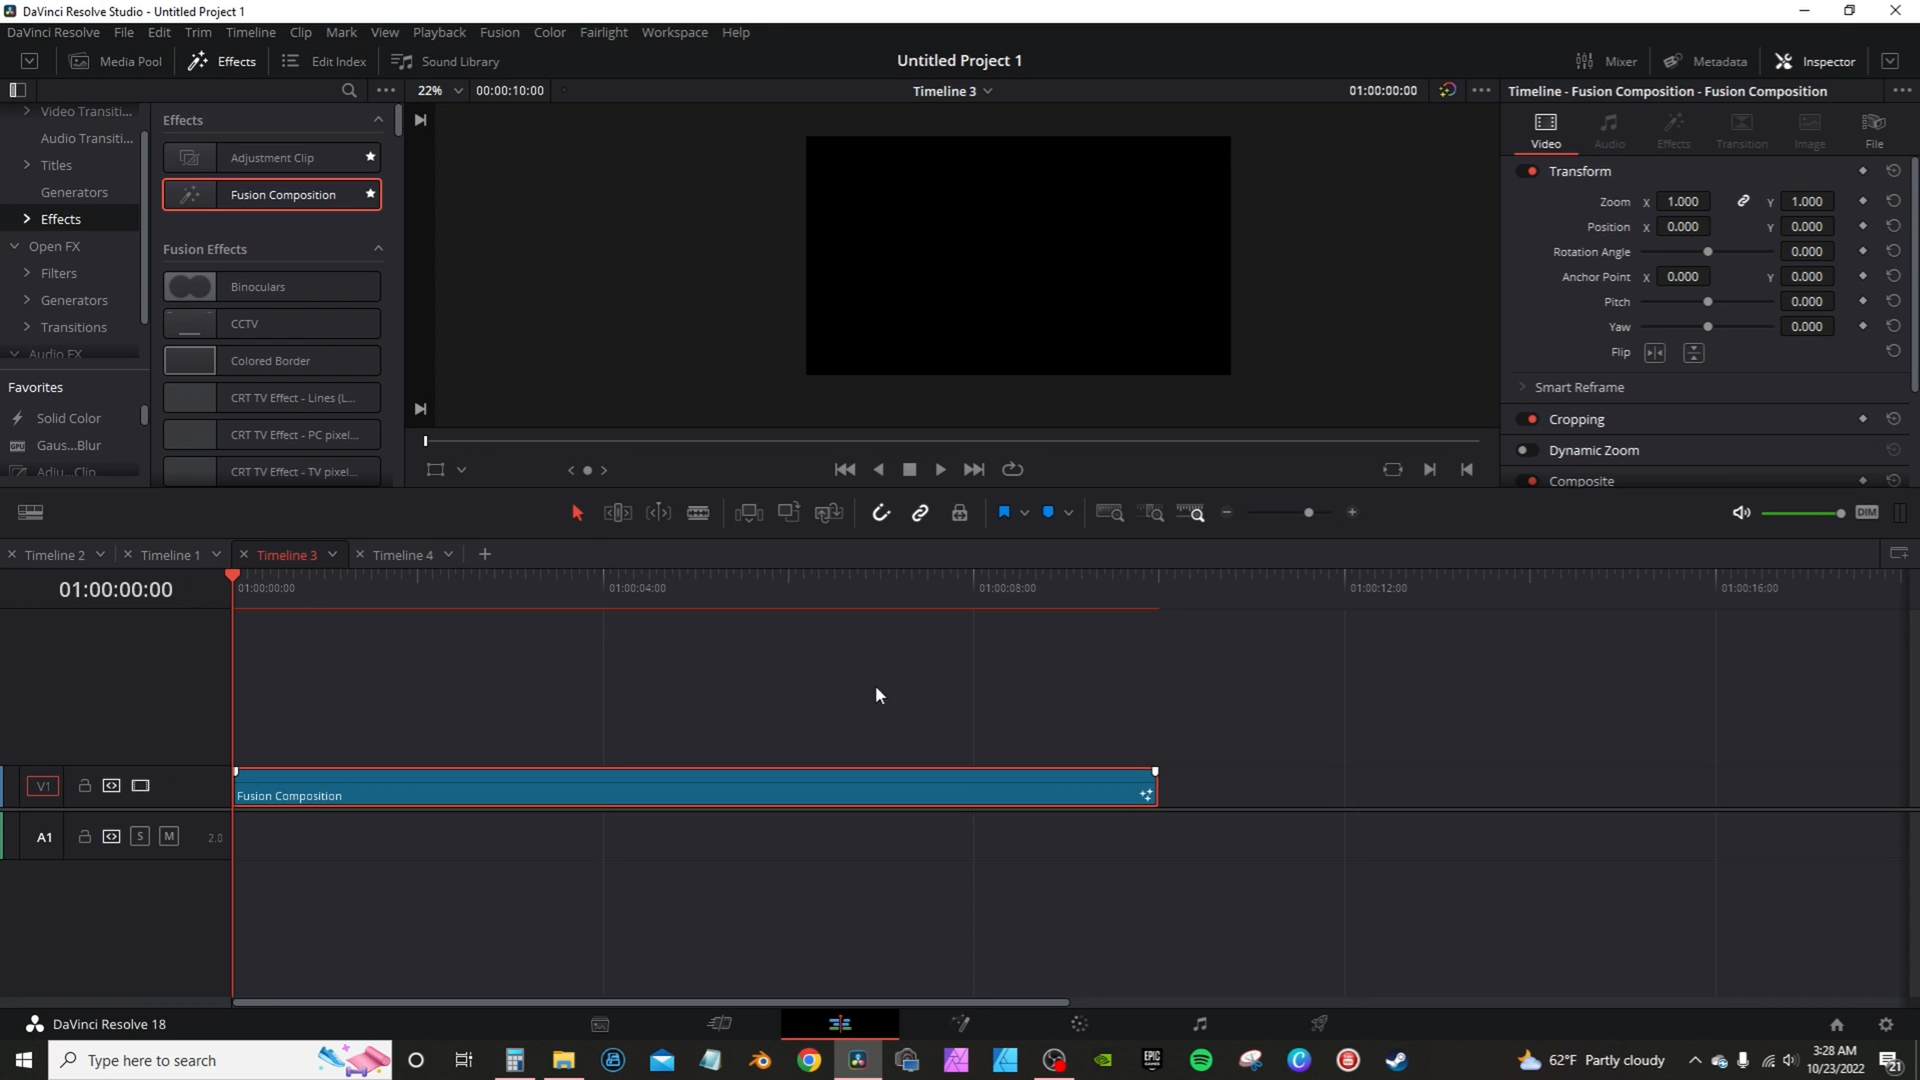 DaVinci Resolve Studio - Untitled Project 1
DaVinci Resolve File Edit Trim Timeline Clip Mark View Playback Fusion Color Fairlight Workspace Help
Media Pool Effects Edit Index Sound Library Untitled Project 1 Mixer Metadata Inspector
22% 00:00:10:00 Timeline 3 01:00:00:00 Timeline - Fusion Composition - Fusion Composition
Video Transiti...
Audio Transiti...
Titles
Generators
Effects
Open FX
Filters
Generators
Transitions
Audio FX
Favorites
Solid Color
Gaus...Blur
Adju...Clip
Effects
Adjustment Clip
Fusion Composition
Fusion Effects
Binoculars
CCTV
Colored Border
CRT TV Effect - Lines (L...
CRT TV Effect - PC pixel...
CRT TV Effect - TV pixel...
Video Audio Effects Transition Image File
Transform
Zoom X 1.000 Y 1.000
Position X 0.000 Y 0.000
Rotation Angle 0.000
Anchor Point X 0.000 Y 0.000
Pitch 0.000
Yaw 0.000
Flip
Smart Reframe
Cropping
Dynamic Zoom
Composite
DIM
Timeline 2 Timeline 1 Timeline 3 Timeline 4
01:00:00:00
01:00:00:00 01:00:04:00 01:00:08:00 01:00:12:00 01:00:16:00
V1
Fusion Composition
A1 S M 2.0
DaVinci Resolve 18
Type here to search
EPIC GAMES
62°F Partly cloudy
3:28 AM
10/23/2022
21